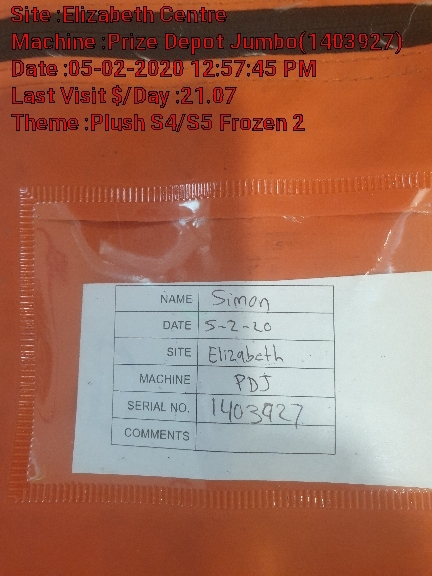 Site :Elizabeth Centre
Machine :Prize Depot Jumbo(1403927)
Date :05-02-2020 12:57:45 PM
Last Visit $/Day :21.07
Theme :Plush S4/S5 Frozen 2
NAME Simon
DATE 5-2-20
SITE Elizabeth
MACHINE PDJ
SERIAL NO. 1403927
COMMENTS